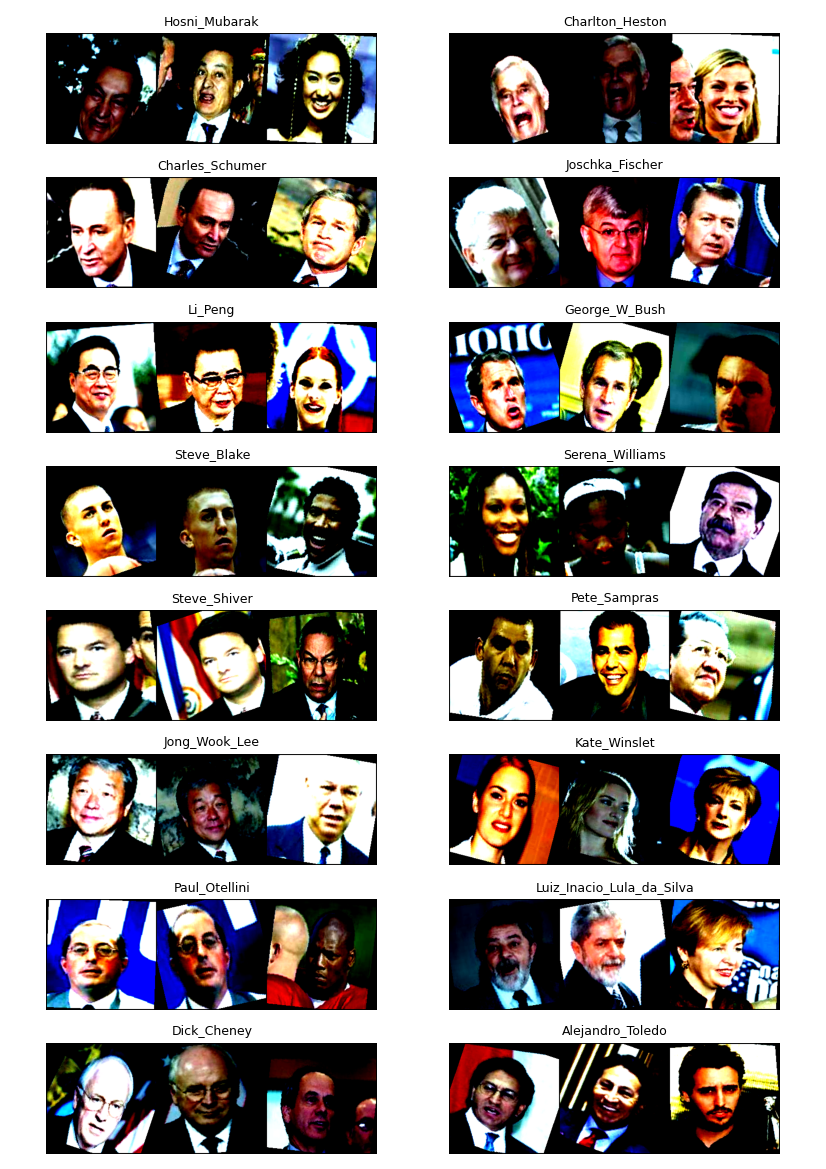 Hosni_Mubarak
Charlton_Heston
Charles_Schumer
Joschka_Fischer
Li_Peng
George_W_Bush
Steve_Blake
Serena_Williams
Steve_Shiver
Pete_Sampras
Jong_Wook_Lee
Kate_Winslet
Paul_Otellini
Luiz_Inacio_Lula_da_Silva
Dick_Cheney
Alejandro_Toledo